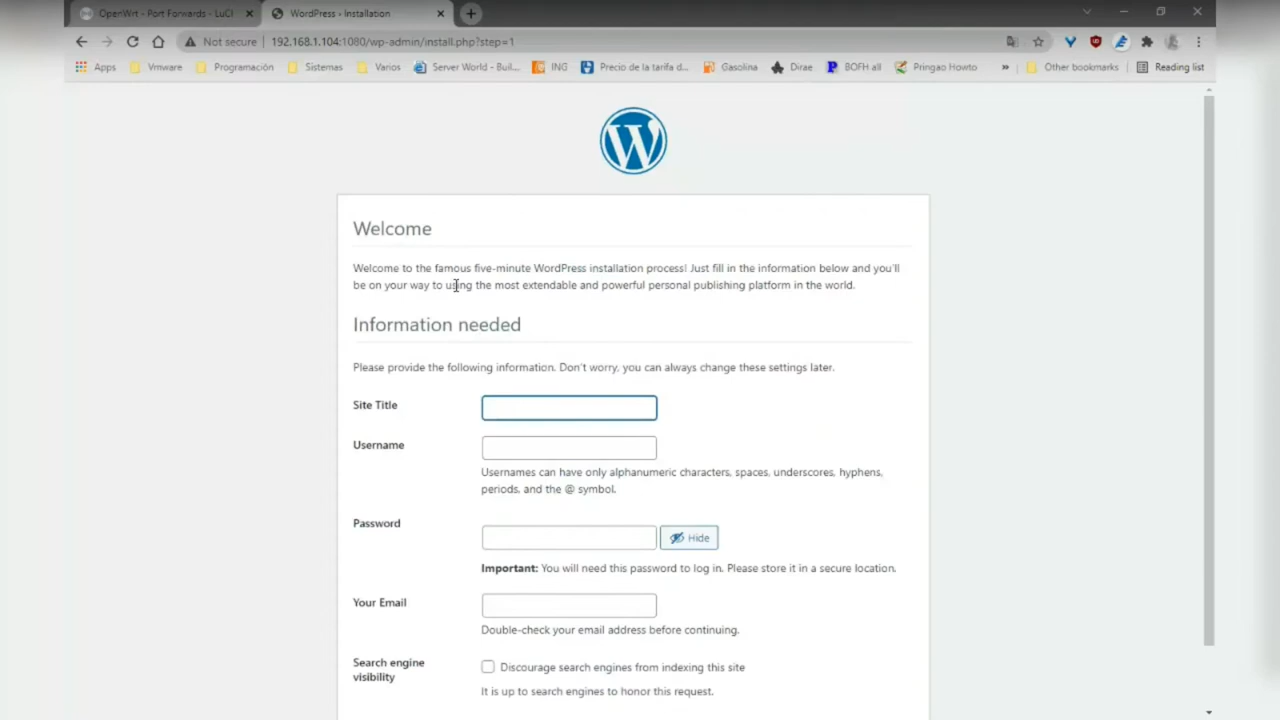 OpenWrt - Port Forwards - LuCI
WordPress › Installation
Not secure | 192.168.1.104:1080/wp-admin/install.php?step=1
Apps Vmware Programación Sistemas Varios Server World - Buil... ING Precio de la tarifa d... Gasolina Dirae BOFH all Pringao Howto » Other bookmarks Reading list
Welcome
Welcome to the famous five-minute WordPress installation process! Just fill in the information below and you'll
be on your way to using the most extendable and powerful personal publishing platform in the world.
Information needed
Please provide the following information. Don't worry, you can always change these settings later.
Site Title
Username
Usernames can have only alphanumeric characters, spaces, underscores, hyphens,
periods, and the @ symbol.
Password
Hide
Important: You will need this password to log in. Please store it in a secure location.
Your Email
Double-check your email address before continuing.
Search engine
visibility
Discourage search engines from indexing this site
It is up to search engines to honor this request.